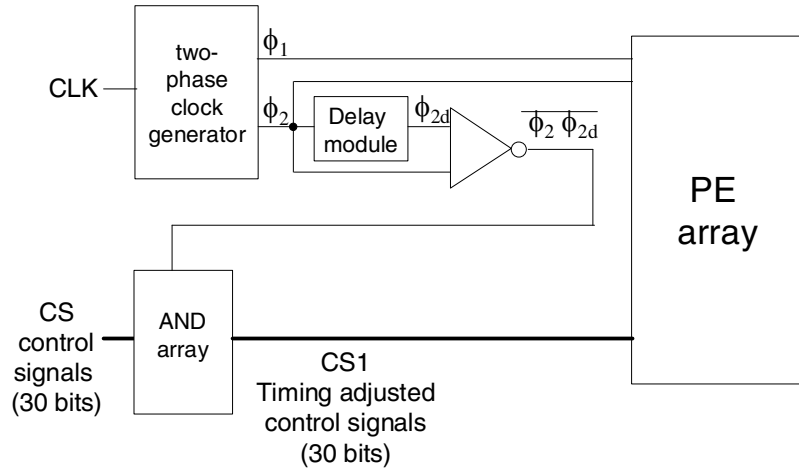 CLK
two-
phase
clock
generator
ϕ1
ϕ2
Delay
module
ϕ2d
ϕ2 ϕ2d
PE
array
CS
control
signals
(30 bits)
AND
array
CS1
Timing adjusted
control signals
(30 bits)